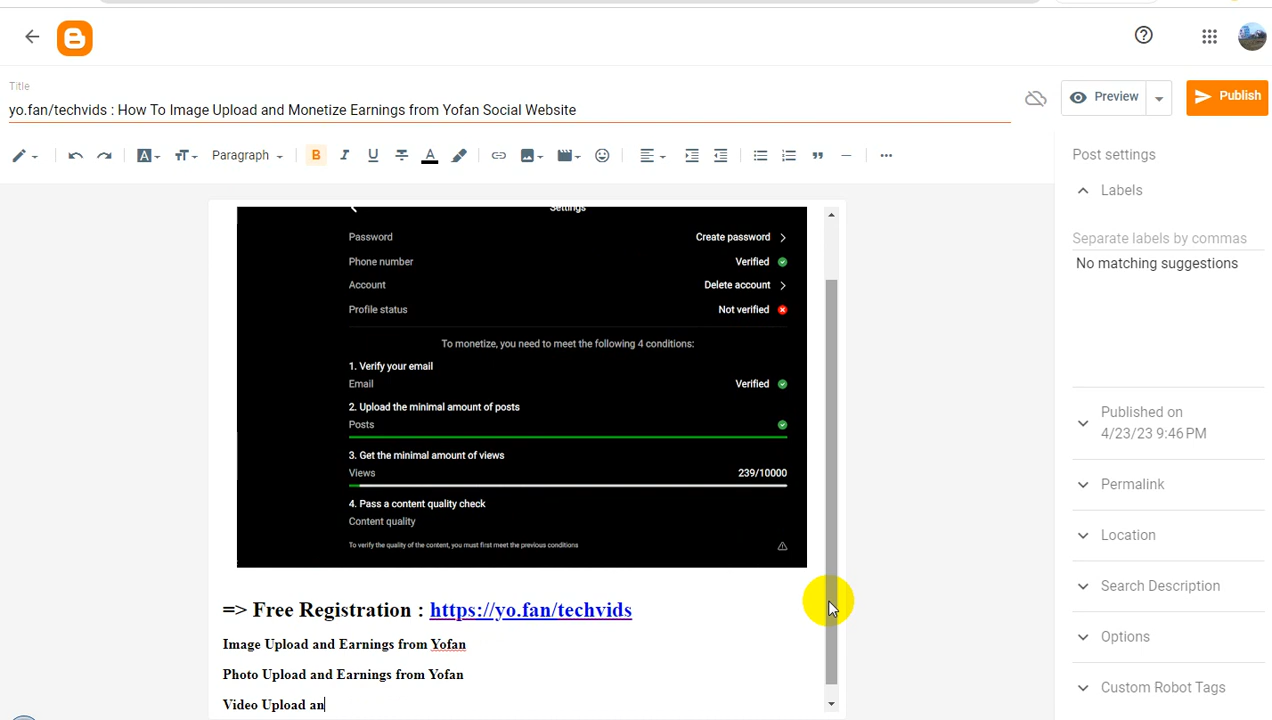 Title
yo.fan/techvids : How To Image Upload and Monetize Earnings from Yofan Social Website
Preview
Publish
Paragraph
B
Post settings
Labels
Separate labels by commas
No matching suggestions
Settings
Password Create password
Phone number Verified
Account Delete account
Profile status Not verified
To monetize, you need to meet the following 4 conditions:
1. Verify your email
Email Verified
2. Upload the minimal amount of posts
Posts
3. Get the minimal amount of views
Views 239/10000
4. Pass a content quality check
Content quality
To verify the quality of the content, you must first meet the previous conditions
=> Free Registration : https://yo.fan/techvids
Image Upload and Earnings from Yofan
Photo Upload and Earnings from Yofan
Video Upload an
Published on
4/23/23 9:46 PM
Permalink
Location
Search Description
Options
Custom Robot Tags